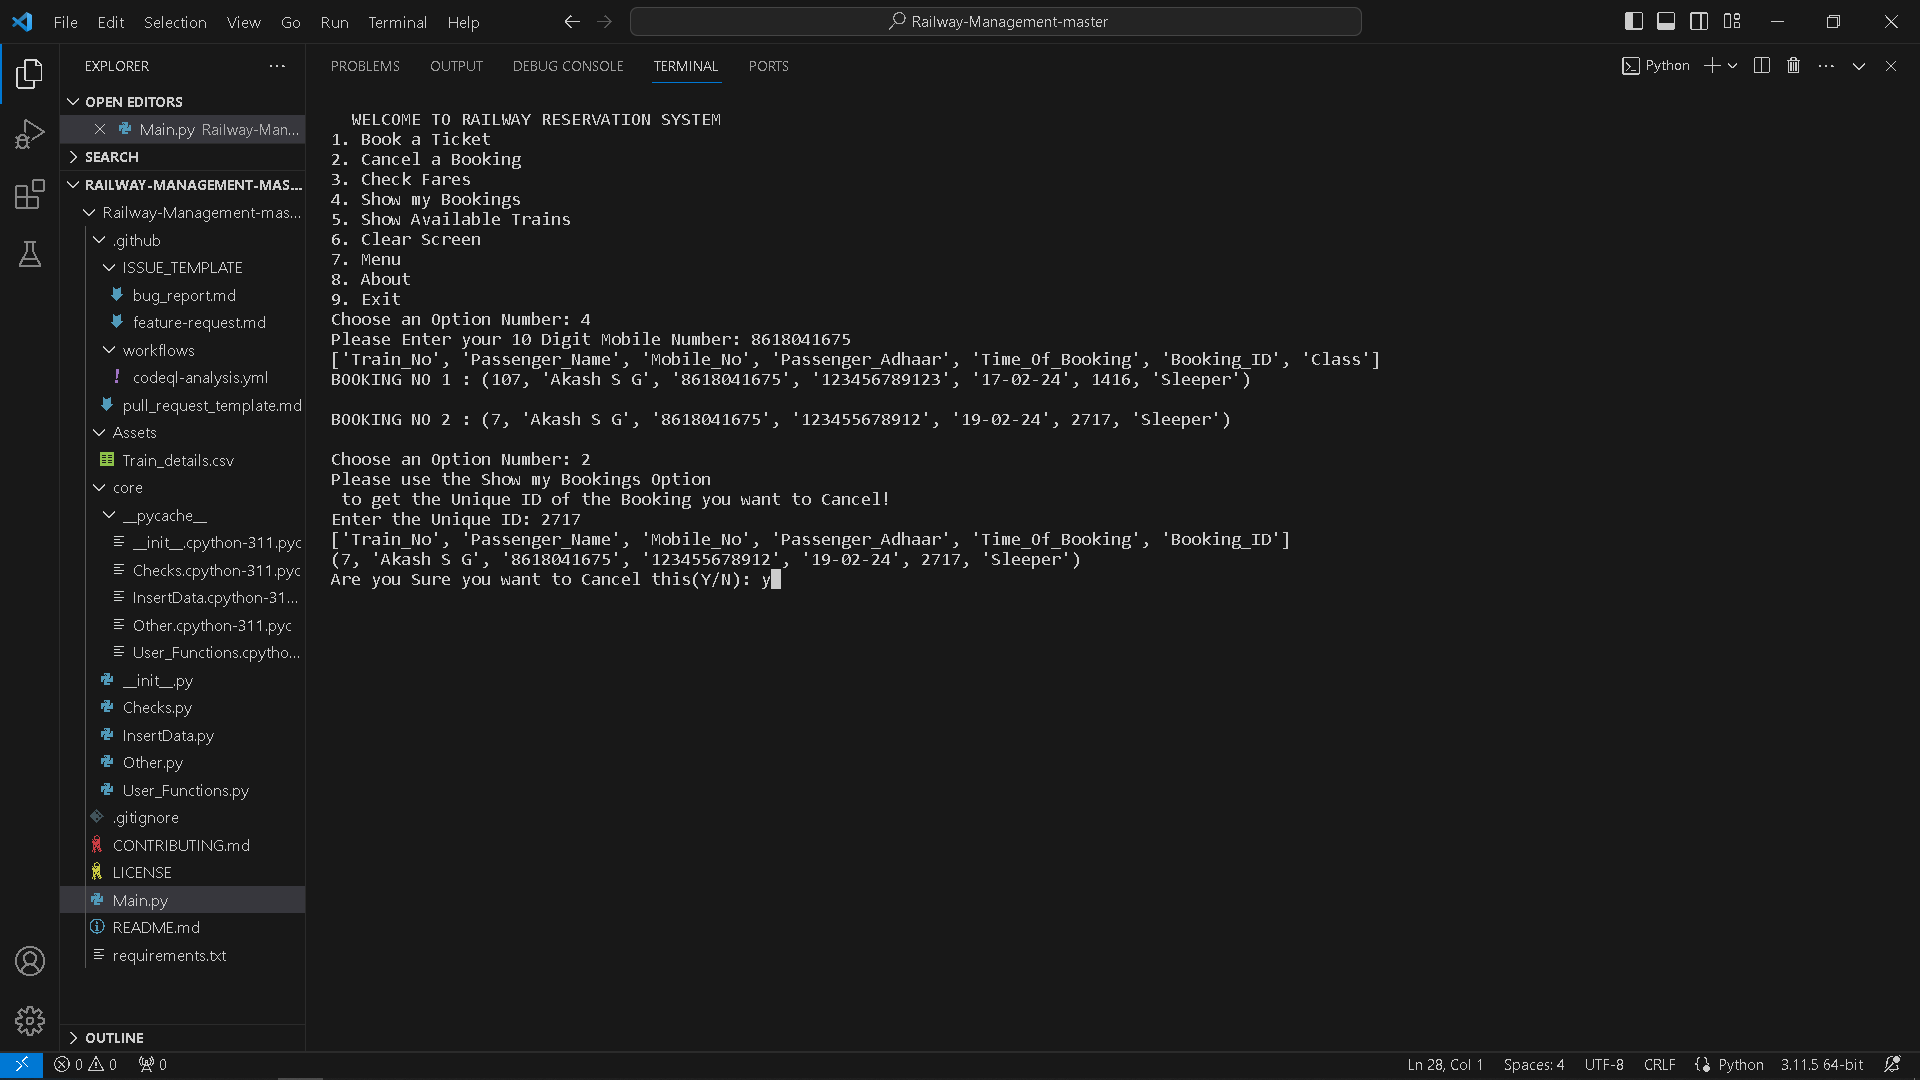 File Edit Selection View Go Run Terminal Help
Railway-Management-master
EXPLORER
OPEN EDITORS
Main.py Railway-Man...
SEARCH
RAILWAY-MANAGEMENT-MAS...
Railway-Management-mas...
.github
ISSUE_TEMPLATE
bug_report.md
feature-request.md
workflows
codeql-analysis.yml
pull_request_template.md
Assets
Train_details.csv
core
__pycache__
__init__.cpython-311.pyc
Checks.cpython-311.pyc
InsertData.cpython-31...
Other.cpython-311.pyc
User_Functions.cpytho...
__init__.py
Checks.py
InsertData.py
Other.py
User_Functions.py
.gitignore
CONTRIBUTING.md
LICENSE
Main.py
README.md
requirements.txt
OUTLINE
PROBLEMS OUTPUT DEBUG CONSOLE TERMINAL PORTS
Python
WELCOME TO RAILWAY RESERVATION SYSTEM
1. Book a Ticket
2. Cancel a Booking
3. Check Fares
4. Show my Bookings
5. Show Available Trains
6. Clear Screen
7. Menu
8. About
9. Exit
Choose an Option Number: 4
Please Enter your 10 Digit Mobile Number: 8618041675
['Train_No', 'Passenger_Name', 'Mobile_No', 'Passenger_Adhaar', 'Time_Of_Booking', 'Booking_ID', 'Class']
BOOKING NO 1 : (107, 'Akash S G', '8618041675', '123456789123', '17-02-24', 1416, 'Sleeper')
BOOKING NO 2 : (7, 'Akash S G', '8618041675', '123455678912', '19-02-24', 2717, 'Sleeper')
Choose an Option Number: 2
Please use the Show my Bookings Option
to get the Unique ID of the Booking you want to Cancel!
Enter the Unique ID: 2717
['Train_No', 'Passenger_Name', 'Mobile_No', 'Passenger_Adhaar', 'Time_Of_Booking', 'Booking_ID']
(7, 'Akash S G', '8618041675', '123455678912', '19-02-24', 2717, 'Sleeper')
Are you Sure you want to Cancel this(Y/N): y
0 0 0
Ln 28, Col 1 Spaces: 4 UTF-8 CRLF Python 3.11.5 64-bit